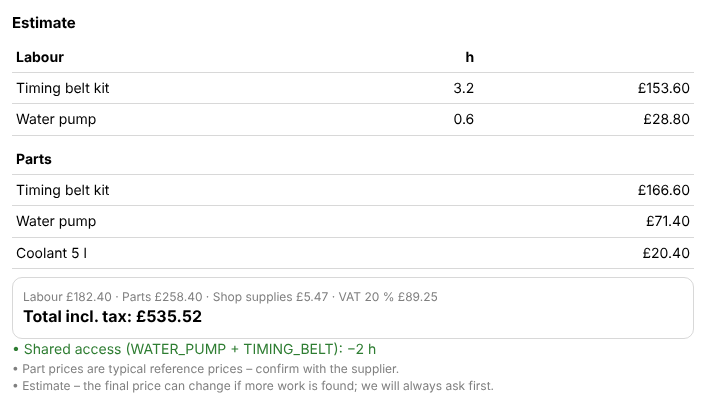 Estimate
Labour h
Timing belt kit 3.2 £153.60
Water pump 0.6 £28.80
Parts
Timing belt kit £166.60
Water pump £71.40
Coolant 5 l £20.40
Labour £182.40 · Parts £258.40 · Shop supplies £5.47 · VAT 20 % £89.25
Total incl. tax: £535.52
• Shared access (WATER_PUMP + TIMING_BELT): −2 h
• Part prices are typical reference prices – confirm with the supplier.
• Estimate – the final price can change if more work is found; we will always ask first.